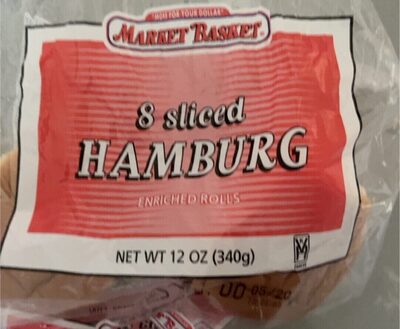 "MORE FOR YOUR DOLLAR"
MARKET BASKET
8 sliced
HAMBURG
ENRICHED ROLLS
NET WT 12 OZ (340g)